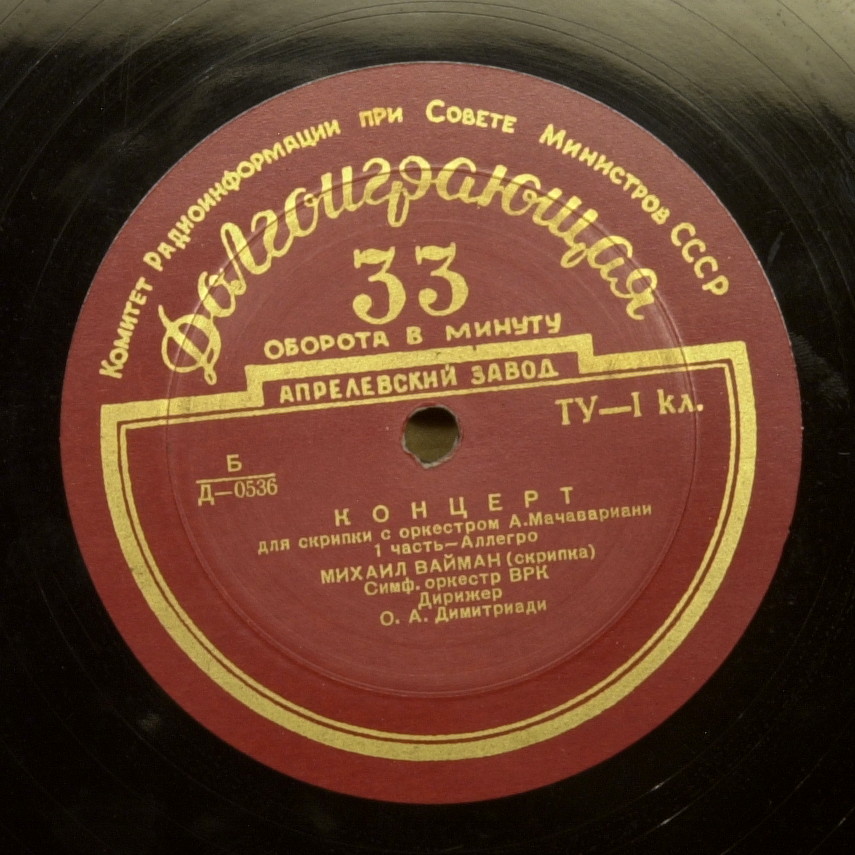 Комитет Радиоинформации при Совете Министров СССР
Долгоиграющая
33
ОБОРОТА В МИНУТУ
АПРЕЛЕВСКИЙ ЗАВОД
ТУ—I кл.
Б
Д—0536
КОНЦЕРТ
для скрипки с оркестром А.Мачавариани
1 часть—Аллегро
МИХАИЛ ВАЙМАН (скрипка)
Симф. оркестр ВРК
Дирижер
О. А. Димитриади